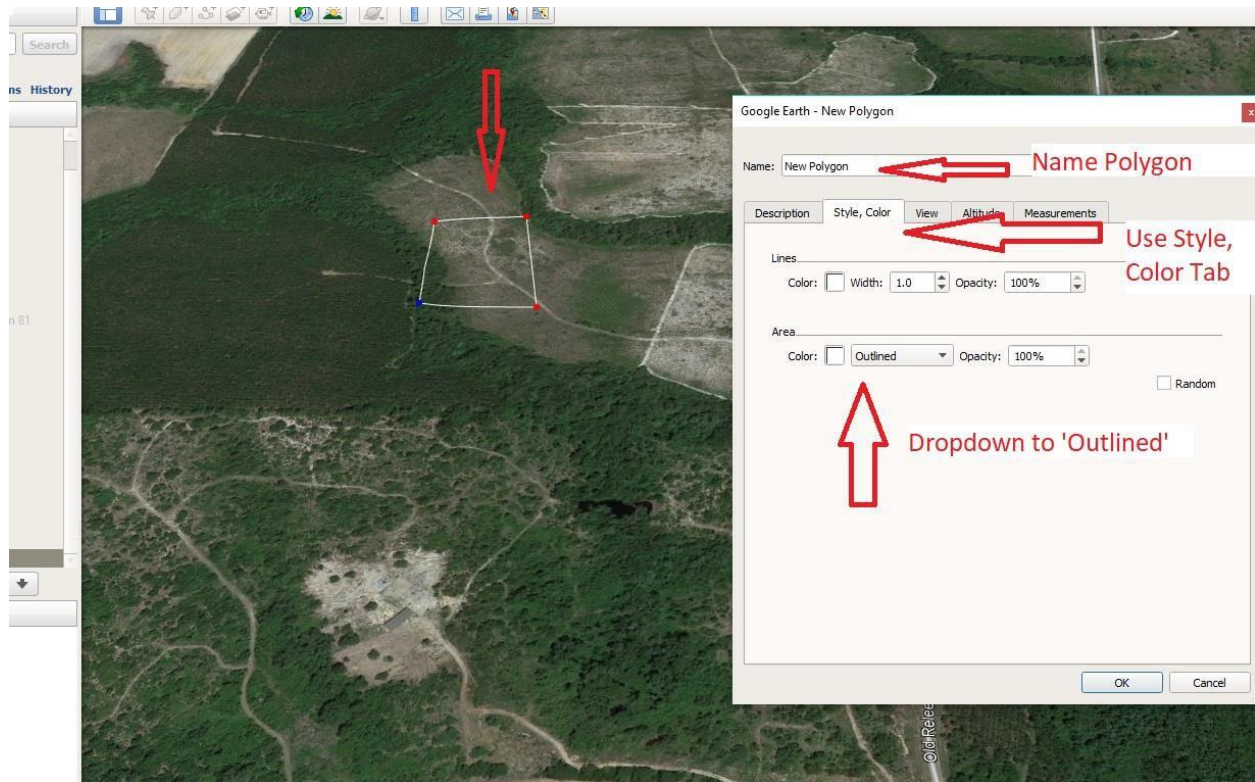 Search
ns History
n 81
Google Earth - New Polygon
x
Name: New Polygon
Name Polygon
Description Style, Color View Altitude Measurements
Use Style,
Color Tab
Lines
Color: Width: 1.0 Opacity: 100%
Area
Color: Outlined Opacity: 100%
Random
Dropdown to 'Outlined'
OK Cancel
Old Relee